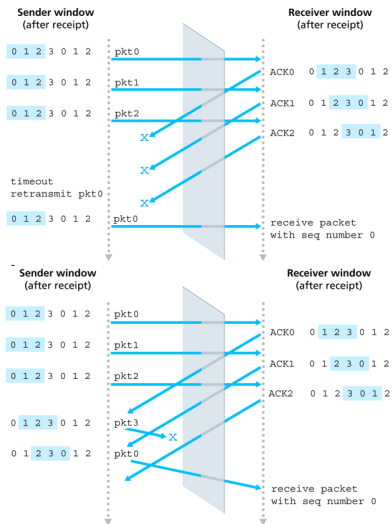 Sender window Receiver window
(after receipt) (after receipt)
0 1 2 3 0 1 2 pkt0
ACK0 0 1 2 3 0 1 2
0 1 2 3 0 1 2 pkt1
ACK1 0 1 2 3 0 1 2
0 1 2 3 0 1 2 pkt2
ACK2 0 1 2 3 0 1 2
x
x
timeout
retransmit pkt0
x
0 1 2 3 0 1 2 pkt0
receive packet
with seq number 0
Sender window Receiver window
(after receipt) (after receipt)
0 1 2 3 0 1 2 pkt0
ACK0 0 1 2 3 0 1 2
0 1 2 3 0 1 2 pkt1
ACK1 0 1 2 3 0 1 2
0 1 2 3 0 1 2 pkt2
ACK2 0 1 2 3 0 1 2
0 1 2 3 0 1 2 pkt3
x
0 1 2 3 0 1 2 pkt0
receive packet
with seq number 0